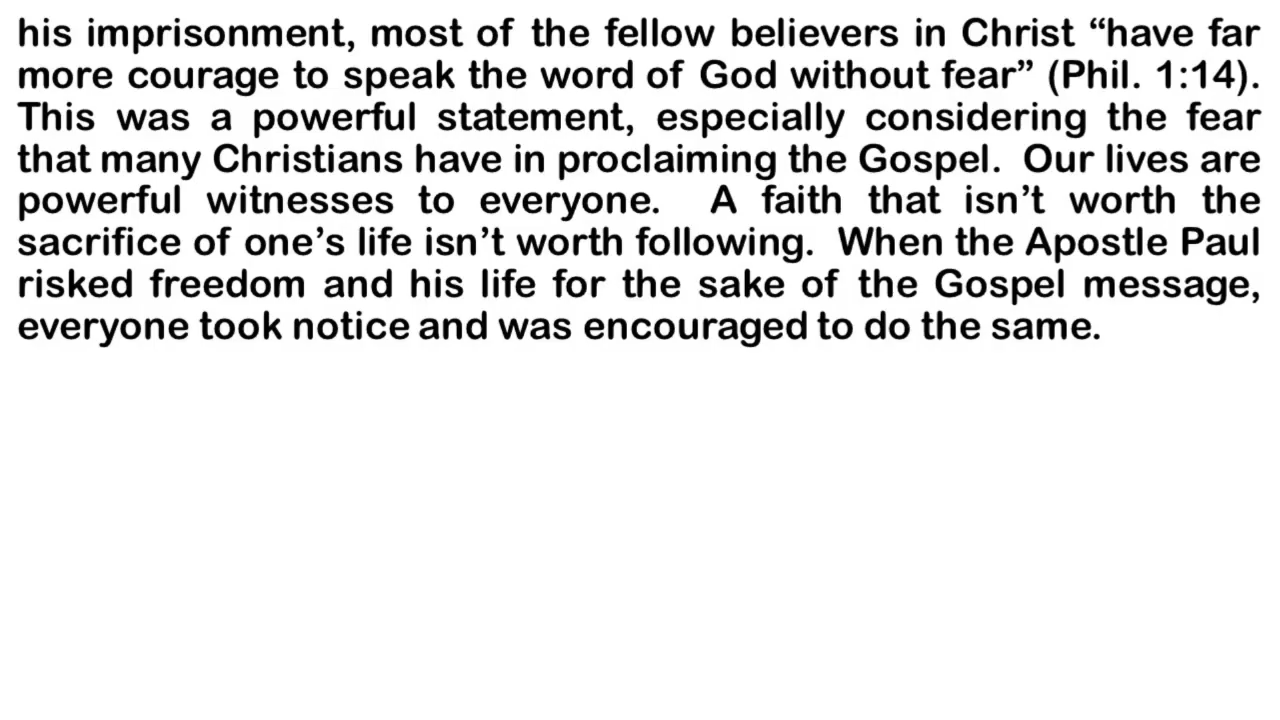 his imprisonment, most of the fellow believers in Christ “have far
more courage to speak the word of God without fear” (Phil. 1:14).
This was a powerful statement, especially considering the fear
that many Christians have in proclaiming the Gospel.  Our lives are
powerful witnesses to everyone.  A faith that isn’t worth the
sacrifice of one’s life isn’t worth following.  When the Apostle Paul
risked freedom and his life for the sake of the Gospel message,
everyone took notice and was encouraged to do the same.